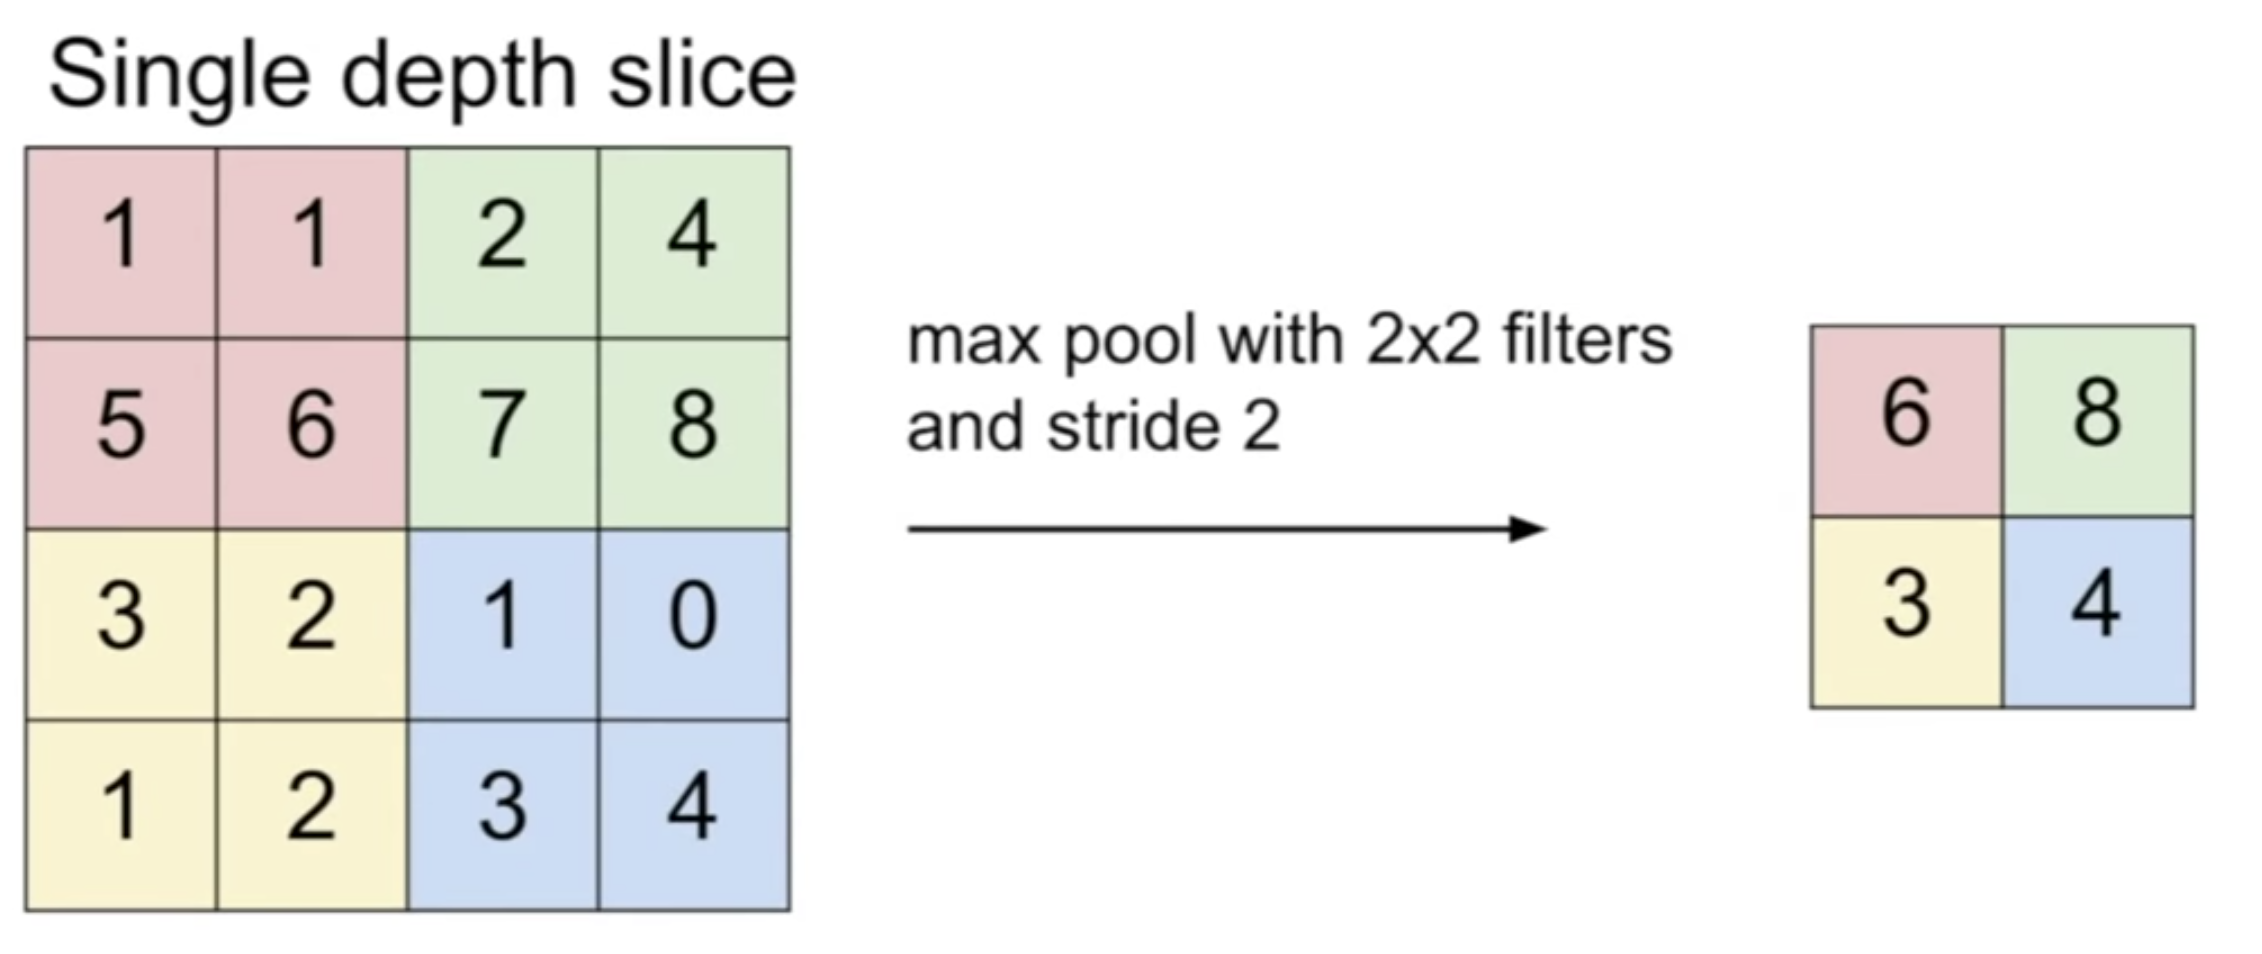 Single depth slice
1 1 2 4
5 6 7 8
3 2 1 0
1 2 3 4
max pool with 2x2 filters
and stride 2
6 8
3 4